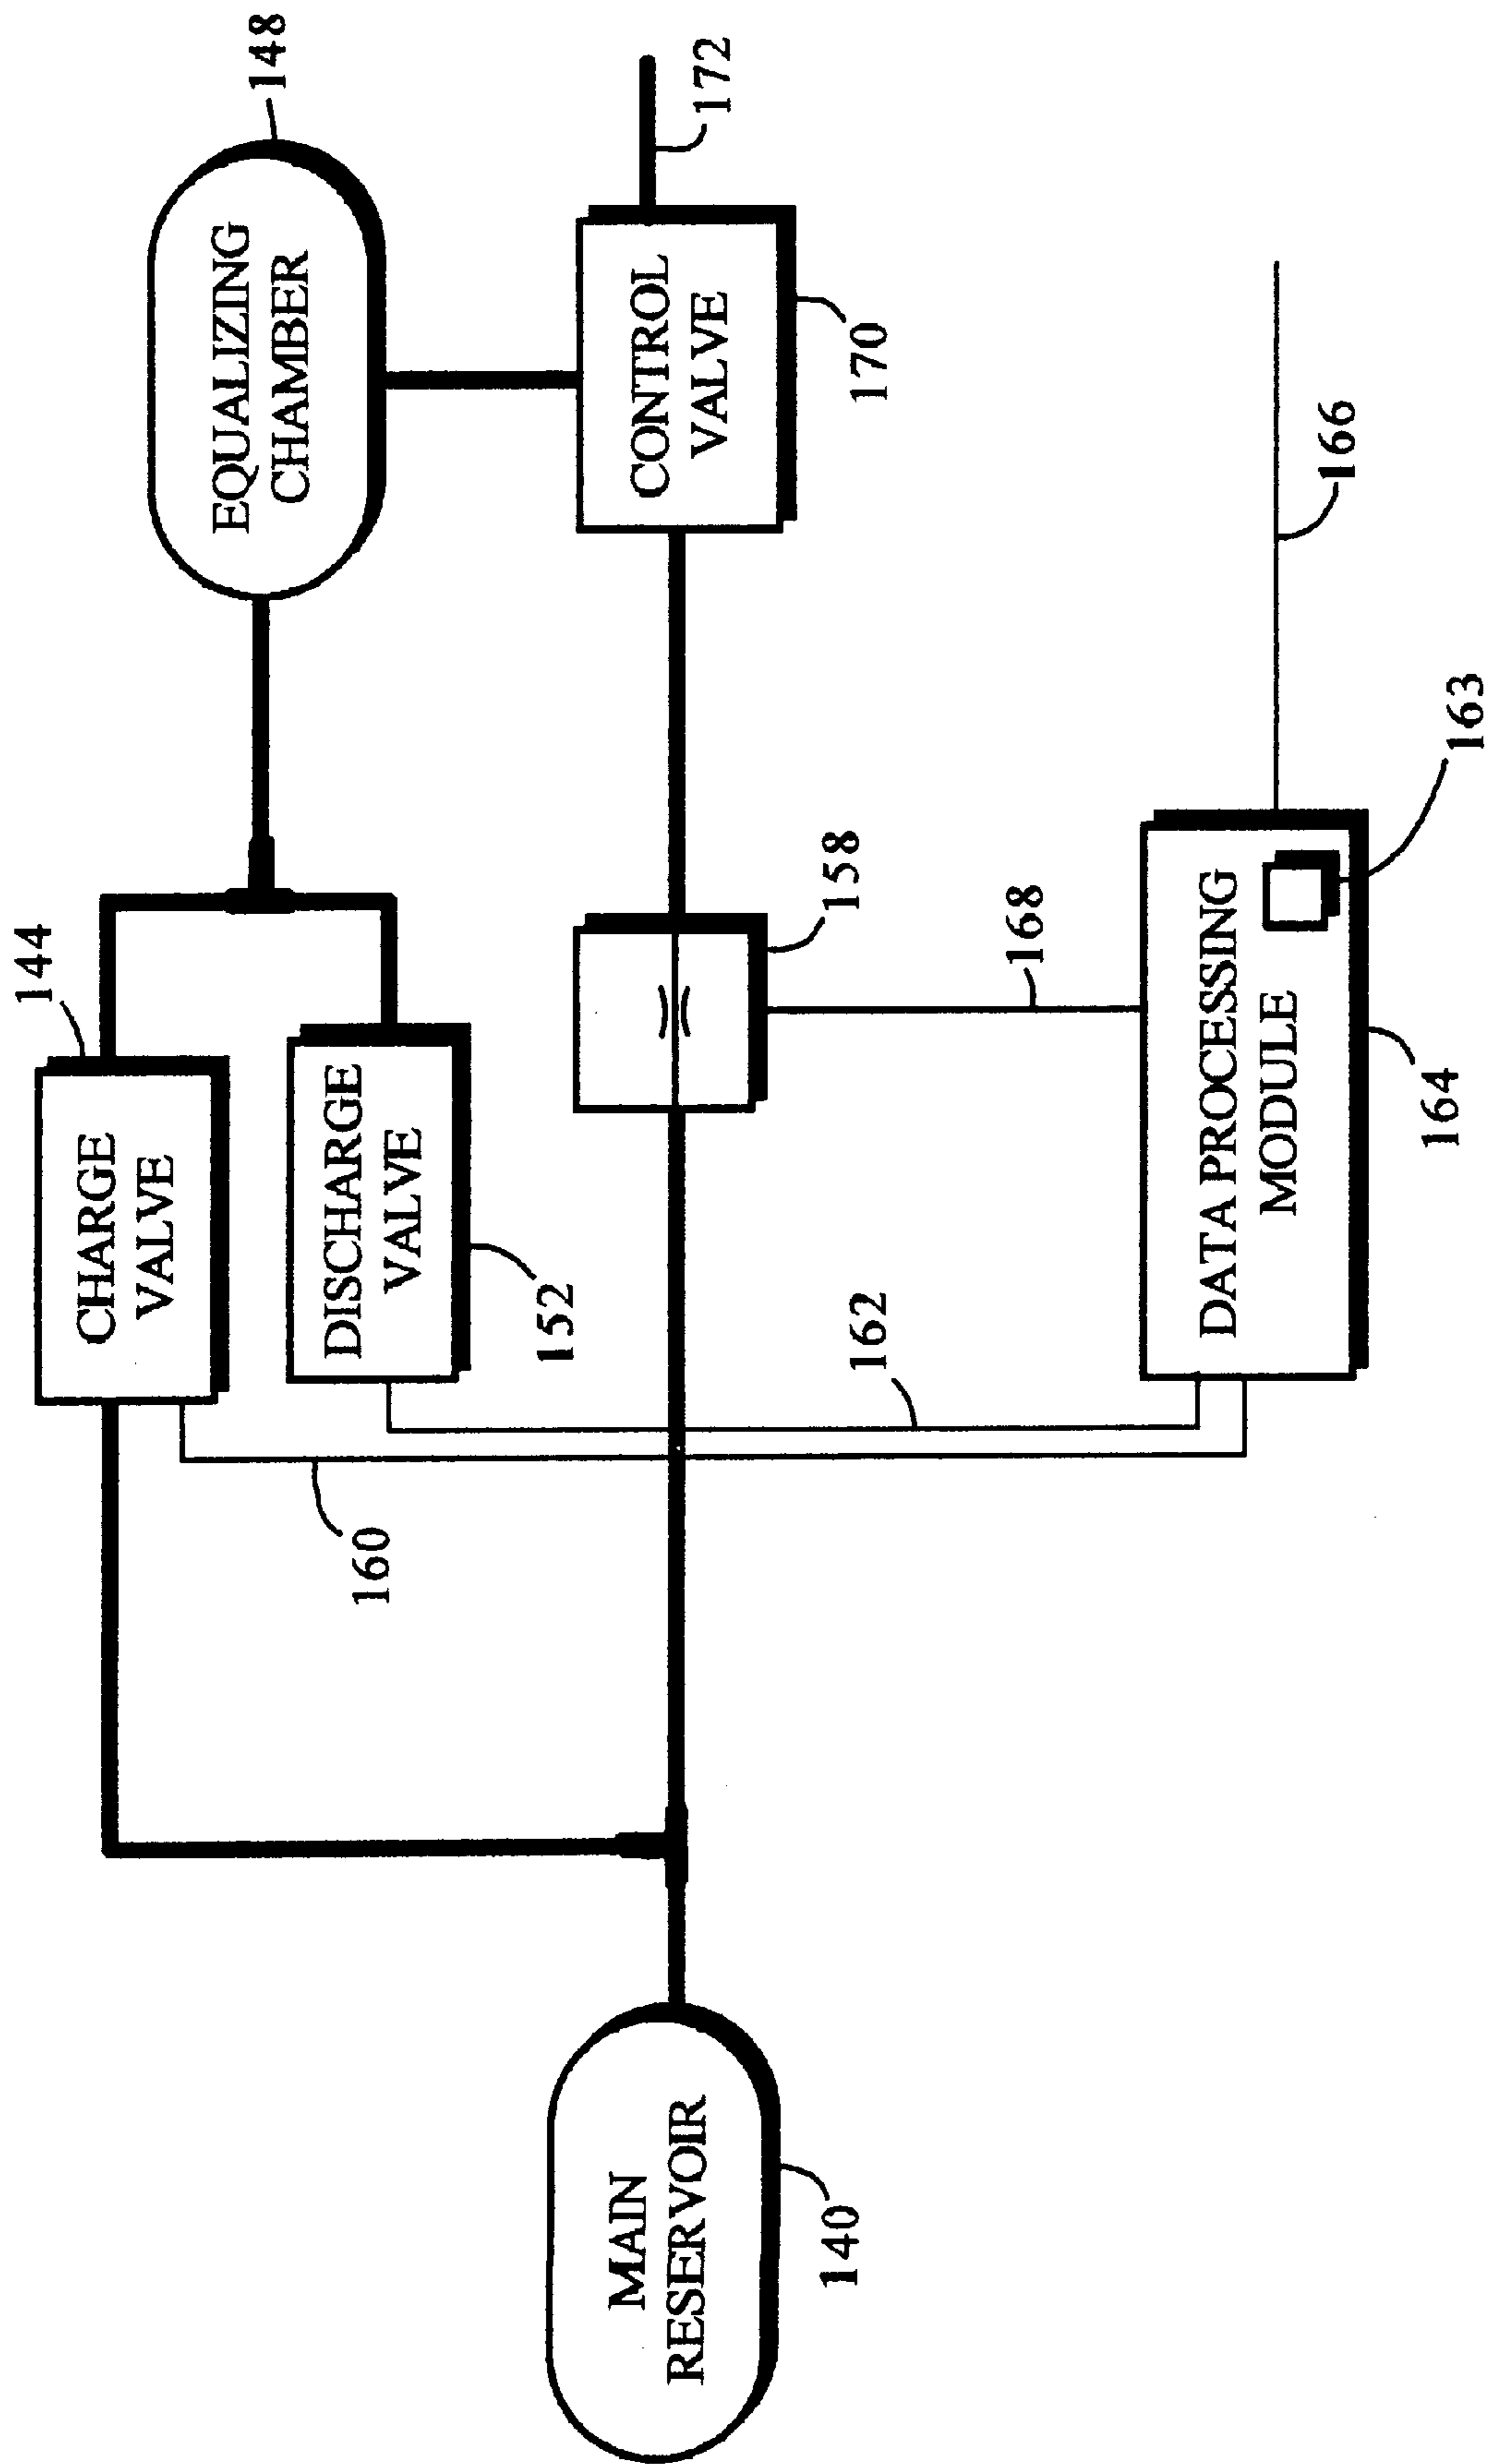 144
CHARGE
VALVE
148
EQUALIZING
CHAMBER
DISCHARGE
VALVE
152
172
160
CONTROL
VALVE
170
158
MAIN
RESERVOIR
140
162
168
166
DATA PROCESSING
MODULE
163
164